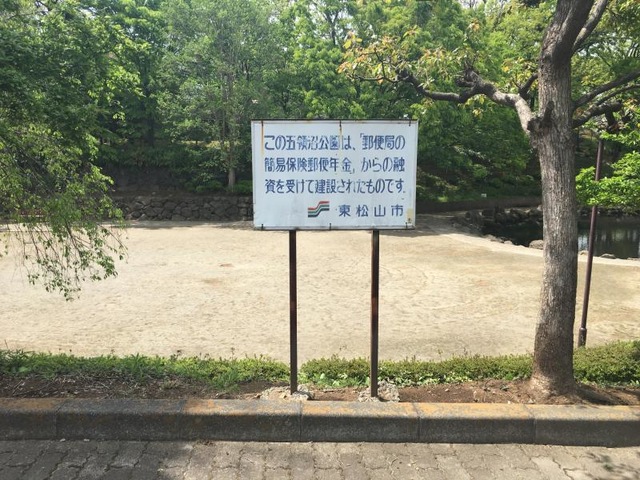 この五領沼公園は、「郵便局の
簡易保険郵便年金」からの融
資を受けて建設されたものです。
東松山市